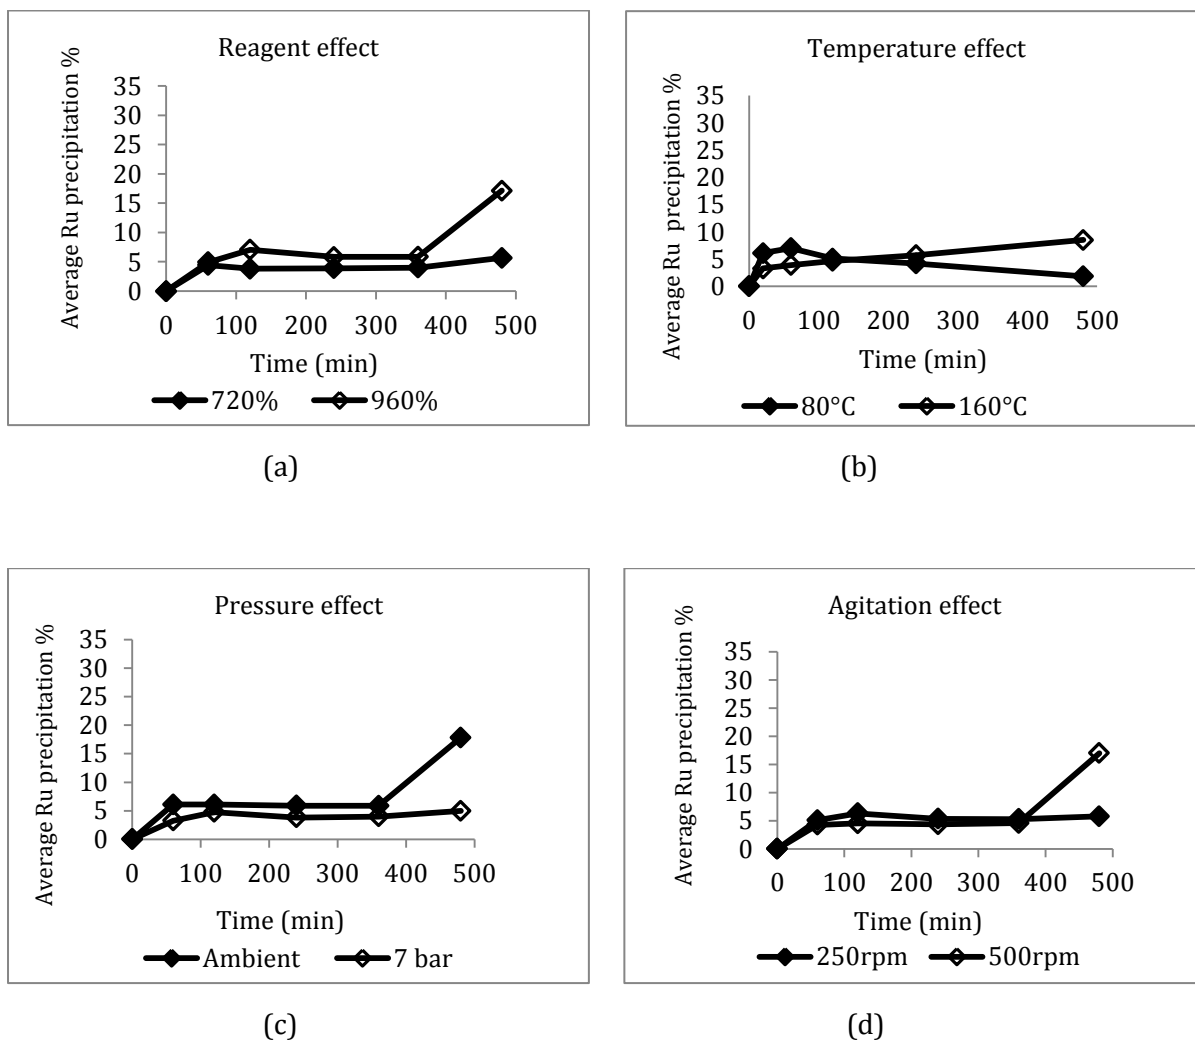 Reagent effect
Average Ru precipitation %
35
30
25
20
15
10
5
0
0 100 200 300 400 500
Time (min)
720% 960%
(a)
Temperature effect
Average Ru precipitation %
35
30
25
20
15
10
5
0
0 100 200 300 400 500
Time (min)
80°C 160°C
(b)
Pressure effect
Average Ru precipitation %
35
30
25
20
15
10
5
0
0 100 200 300 400 500
Time (min)
Ambient 7 bar
(c)
Agitation effect
Average Ru precipitation %
35
30
25
20
15
10
5
0
0 100 200 300 400 500
Time (min)
250rpm 500rpm
(d)